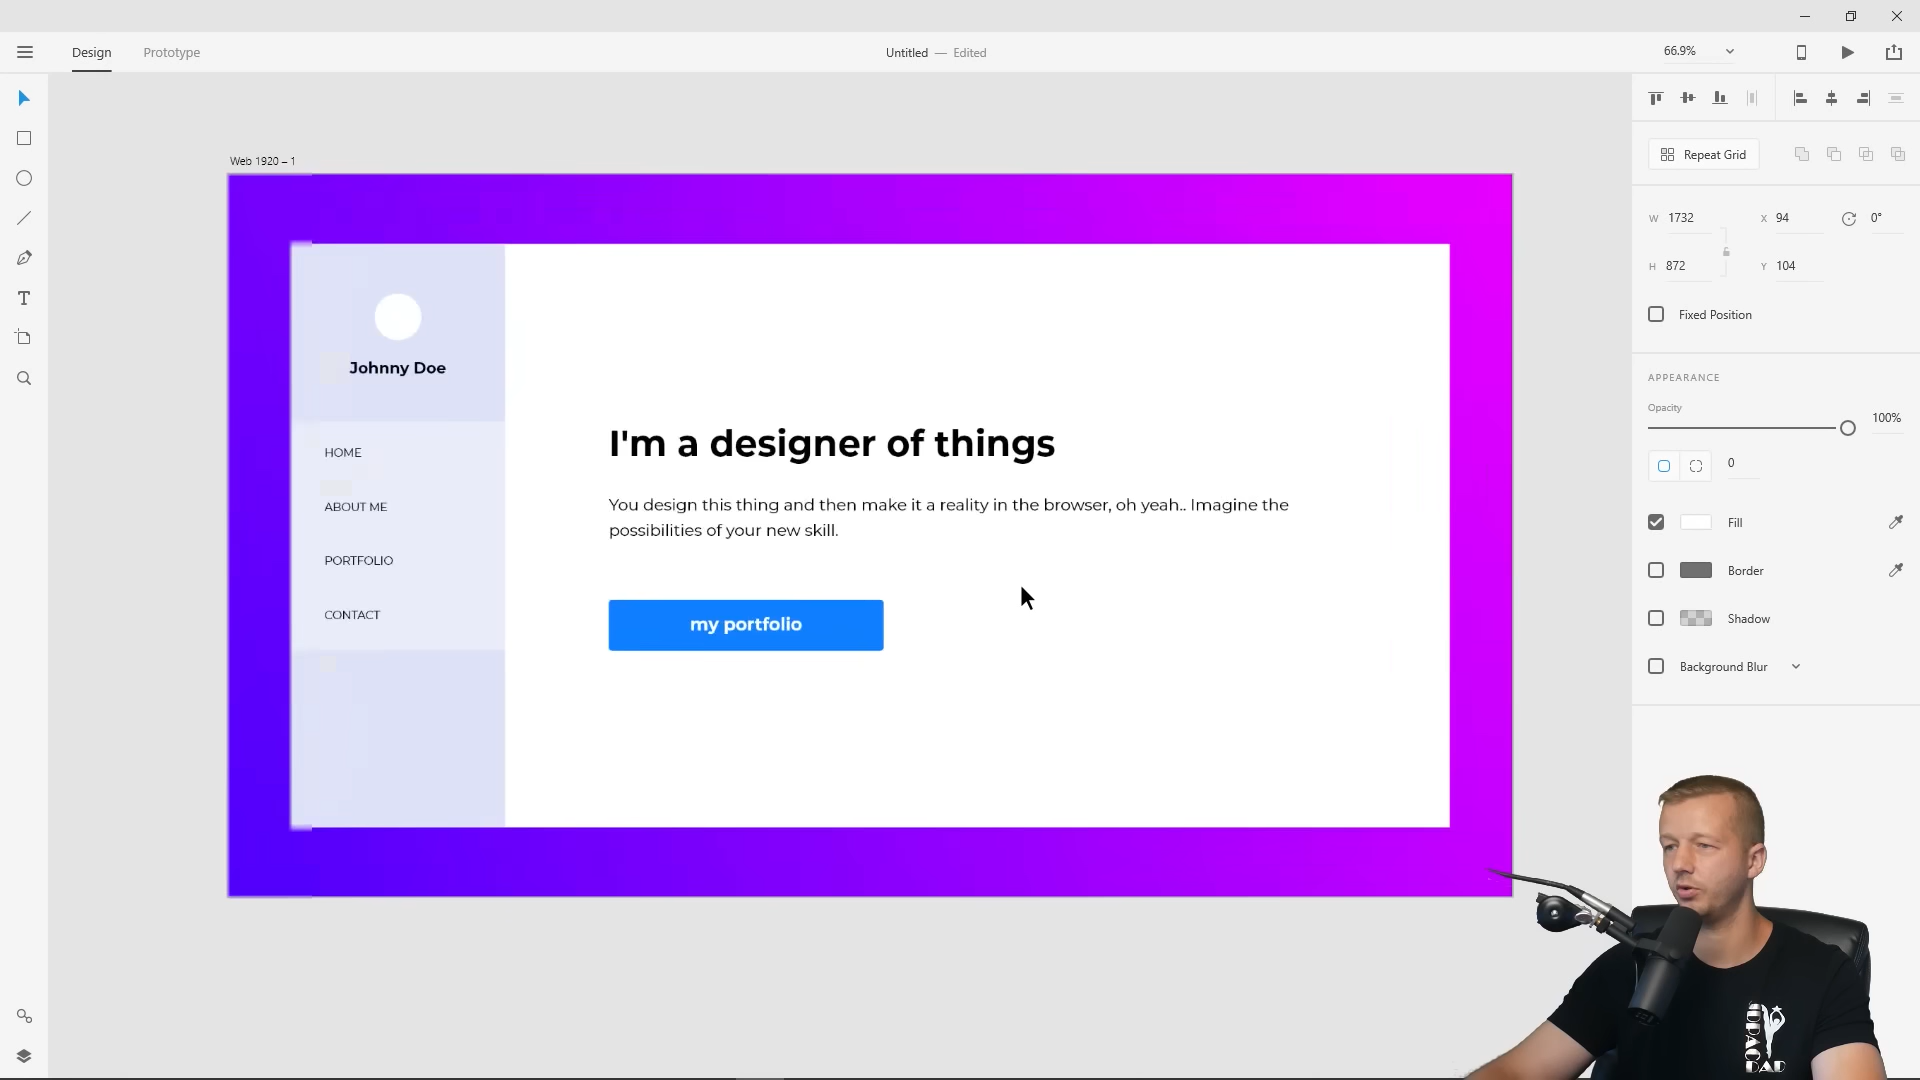 Design
Prototype
Untitled — Edited
66.9%
Web 1920 – 1
Repeat Grid
W 1732
X 94
0°
H 872
Y 104
Fixed Position
APPEARANCE
Opacity
100%
0
Fill
Border
Shadow
Background Blur
Johnny Doe
HOME
ABOUT ME
PORTFOLIO
CONTACT
I'm a designer of things
You design this thing and then make it a reality in the browser, oh yeah.. Imagine the
possibilities of your new skill.
my portfolio